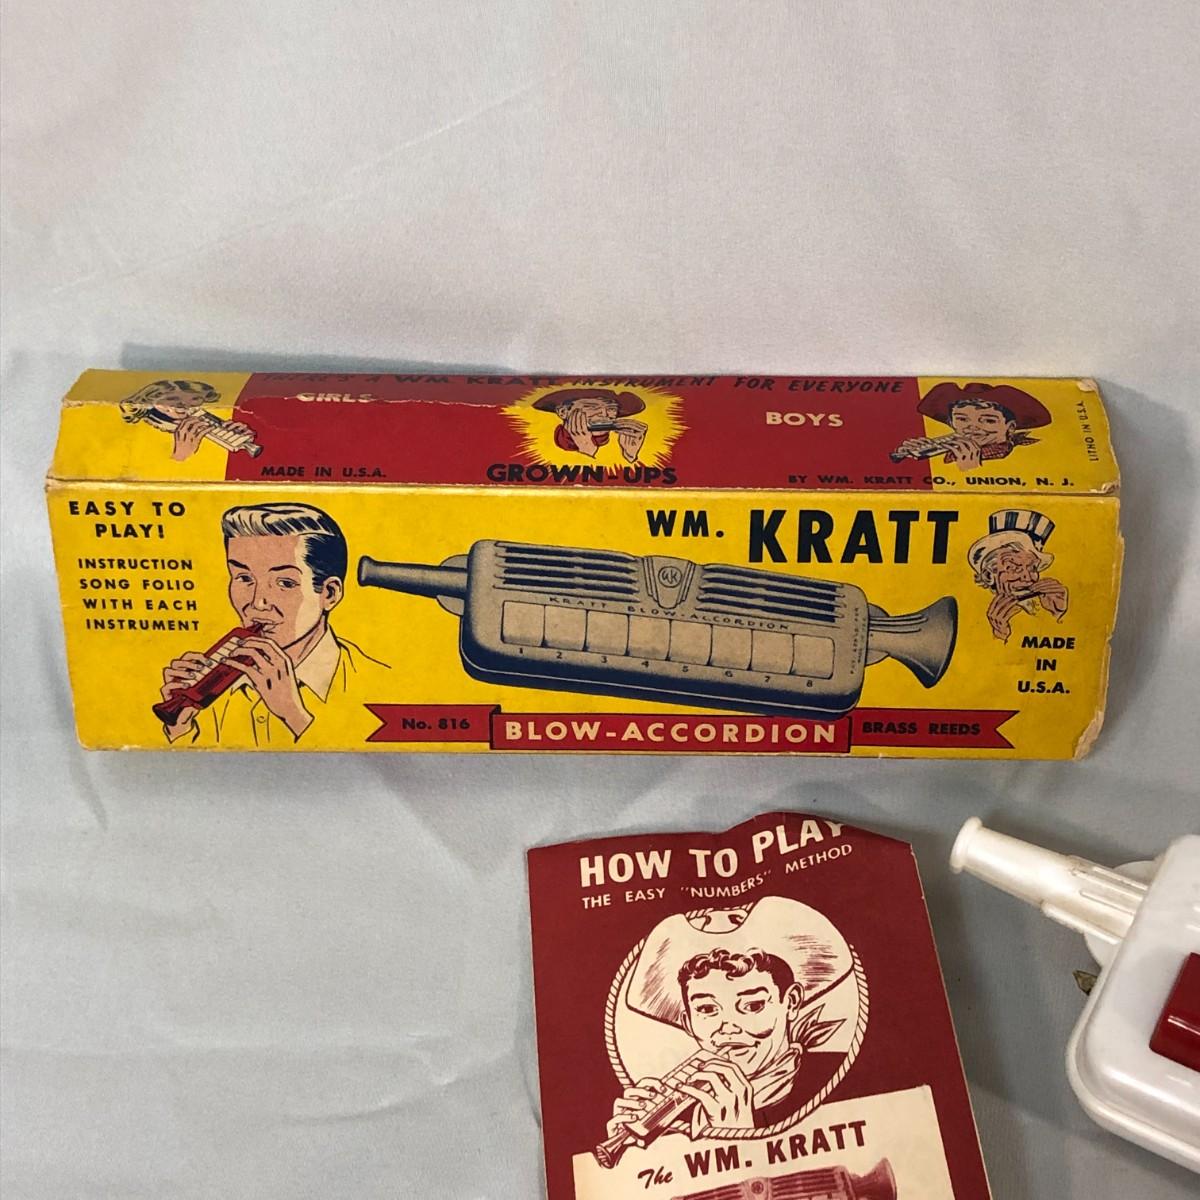 THERE'S A WM. KRATT INSTRUMENT FOR EVERYONE
GIRLS
BOYS
MADE IN U.S.A.
GROWN-UPS
BY WM. KRATT CO., UNION, N. J.
LITHO IN U.S.A.
EASY TO
PLAY!
INSTRUCTION
SONG FOLIO
WITH EACH
INSTRUMENT
WM. KRATT
WK
KRATT BLOW-ACCORDION
1 2 3 4 5 6 7 8
MADE
IN
U.S.A.
No. 816
BLOW-ACCORDION
BRASS REEDS
HOW TO PLAY
THE EASY "NUMBERS" METHOD
The WM. KRATT